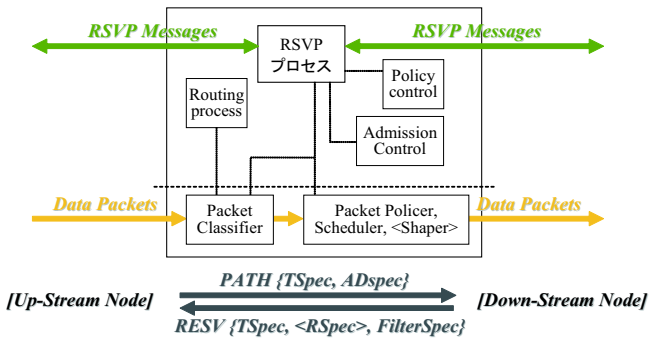 RSVP Messages
RSVP Messages
RSVP
プロセス
Policy
control
Routing
process
Admission
Control
Data Packets
Packet
Classifier
Packet Policer,
Scheduler, <Shaper>
Data Packets
PATH {TSpec, ADspec}
[Up-Stream Node]
[Down-Stream Node]
RESV {TSpec, <RSpec>, FilterSpec}